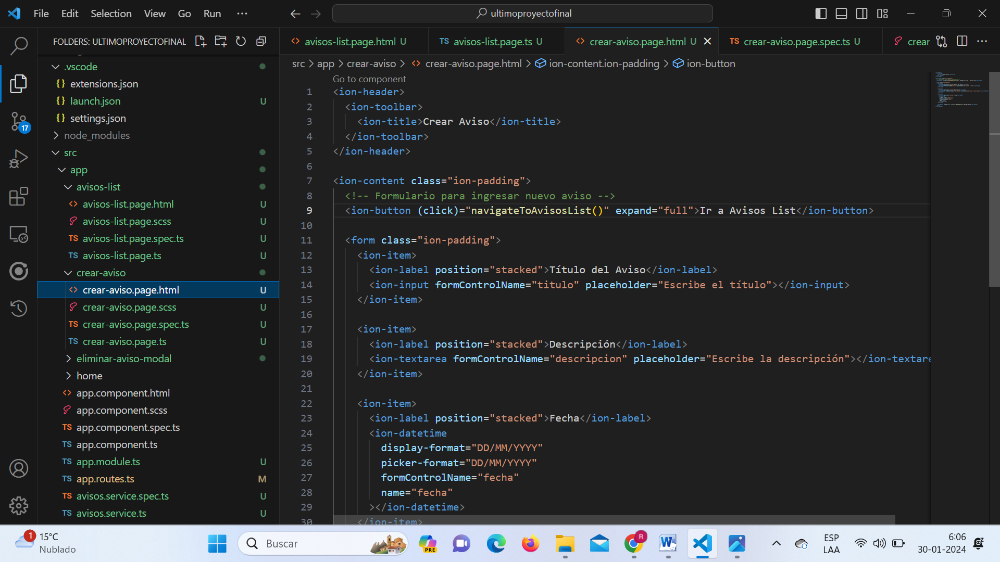 File Edit Selection View Go Run ···
ultimoproyectofinal
FOLDERS: ULTIMOPROYECTOFINAL
.vscode
{} extensions.json
{} launch.json U
{} settings.json
node_modules
src
app
avisos-list
<> avisos-list.page.html U
avisos-list.page.scss U
TS avisos-list.page.spec.ts U
TS avisos-list.page.ts U
crear-aviso
<> crear-aviso.page.html U
crear-aviso.page.scss U
TS crear-aviso.page.spec.ts U
TS crear-aviso.page.ts U
eliminar-aviso-modal
home
<> app.component.html
app.component.scss
TS app.component.spec.ts
TS app.component.ts
TS app.module.ts U
TS app.routes.ts M
TS avisos.service.spec.ts U
TS avisos.service.ts U
17
<> avisos-list.page.html U
TS avisos-list.page.ts U
<> crear-aviso.page.html U
TS crear-aviso.page.spec.ts U
crear
src > app > crear-aviso > <> crear-aviso.page.html > ion-content.ion-padding > ion-button
Go to component
1 <ion-header>
2 <ion-toolbar>
3 <ion-title>Crear Aviso</ion-title>
4 </ion-toolbar>
5 </ion-header>
6
7 <ion-content class="ion-padding">
8 <!-- Formulario para ingresar nuevo aviso -->
9 <ion-button (click)="navigateToAvisosList()" expand="full">Ir a Avisos List</ion-button>
10
11 <form class="ion-padding">
12 <ion-item>
13 <ion-label position="stacked">Título del Aviso</ion-label>
14 <ion-input formControlName="titulo" placeholder="Escribe el título"></ion-input>
15 </ion-item>
16
17 <ion-item>
18 <ion-label position="stacked">Descripción</ion-label>
19 <ion-textarea formControlName="descripcion" placeholder="Escribe la descripción"></ion-textare
20 </ion-item>
21
22 <ion-item>
23 <ion-label position="stacked">Fecha</ion-label>
24 <ion-datetime
25 display-format="DD/MM/YYYY"
26 picker-format="DD/MM/YYYY"
27 formControlName="fecha"
28 name="fecha"
29 ></ion-datetime>
30 </ion-item>
1
15°C
Nublado
Buscar
PRE
R
W
ESP
LAA
6:06
30-01-2024